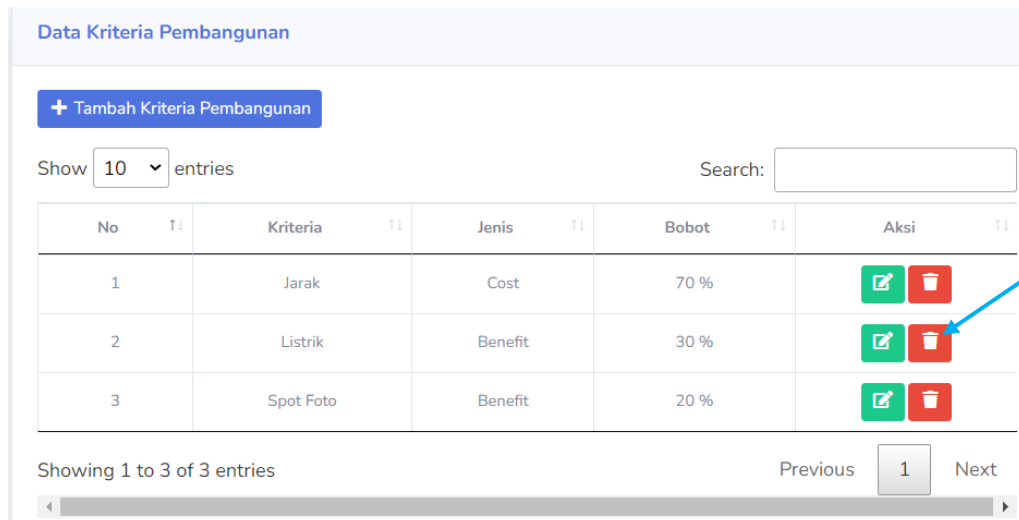 Data Kriteria Pembangunan
Tambah Kriteria Pembangunan
Show 10 entries Search:
No Kriteria Jenis Bobot Aksi
1 Jarak Cost 70 %
2 Listrik Benefit 30 %
3 Spot Foto Benefit 20 %
Showing 1 to 3 of 3 entries Previous 1 Next